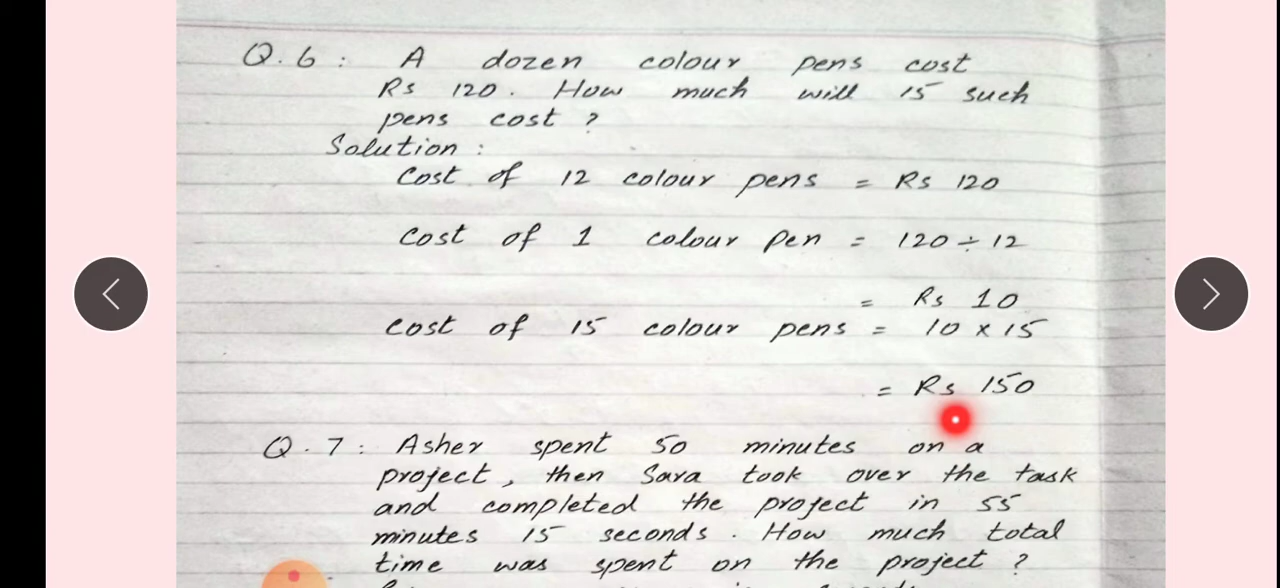 Q.6: A dozen colour pens cost
Rs 120. How much will 15 such
pens cost?
Solution:
Cost of 12 colour pens = Rs 120
Cost of 1 colour pen = 120 ÷ 12
= Rs 10
Cost of 15 colour pens = 10 x 15
= Rs 150
Q.7: Asher spent 50 minutes on a
project, then Sara took over the task
and completed the project in 55
minutes 15 seconds. How much total
time was spent on the project?